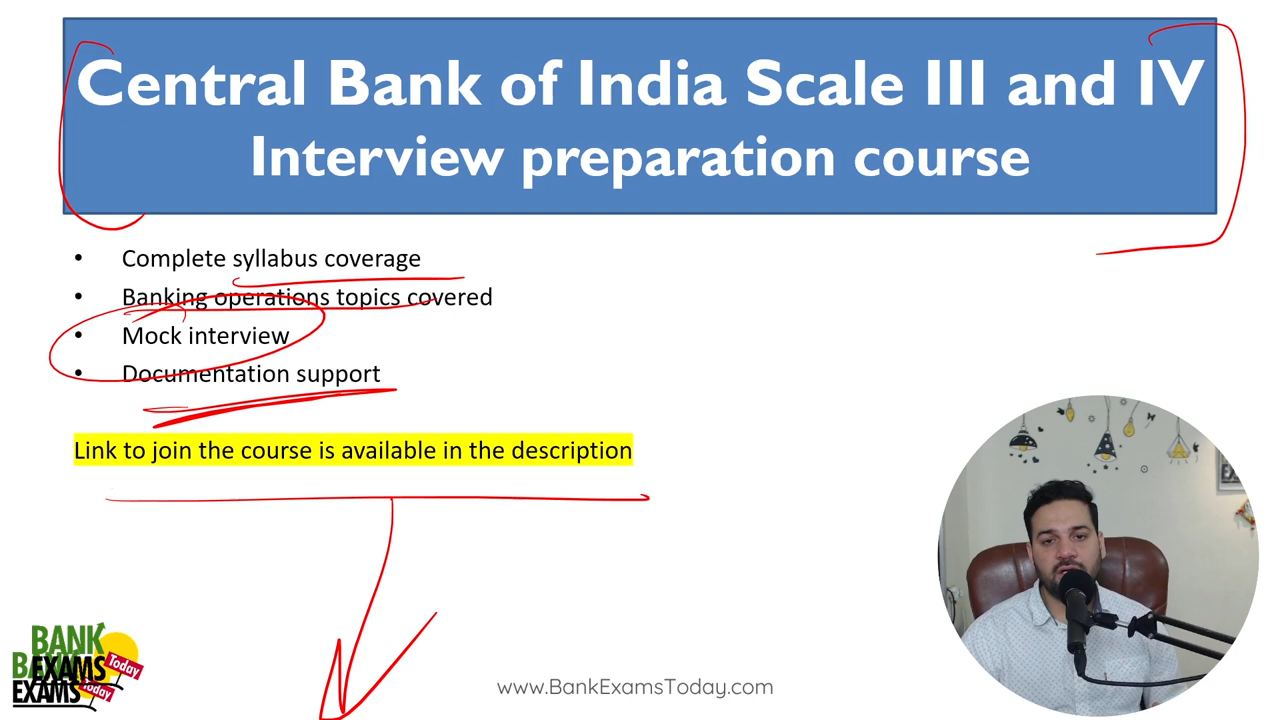 Central Bank of India Scale III and IV
Interview preparation course
• Complete syllabus coverage
• Banking operations topics covered
• Mock interview
• Documentation support
Link to join the course is available in the description
BANK
EXAMS
Today
EXAMS
Today
www.BankExamsToday.com